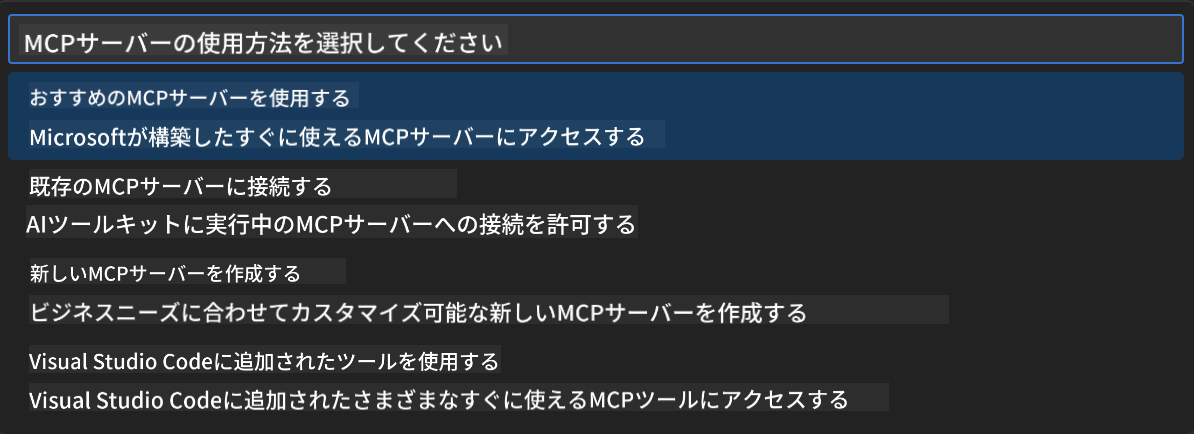 MCPサーバーの使用方法を選択してください
おすすめのMCPサーバーを使用する
Microsoftが構築したすぐに使えるMCPサーバーにアクセスする
既存のMCPサーバーに接続する
AIツールキットに実行中のMCPサーバーへの接続を許可する
新しいMCPサーバーを作成する
ビジネスニーズに合わせてカスタマイズ可能な新しいMCPサーバーを作成する
Visual Studio Codeに追加されたツールを使用する
Visual Studio Codeに追加されたさまざまなすぐに使えるMCPツールにアクセスする